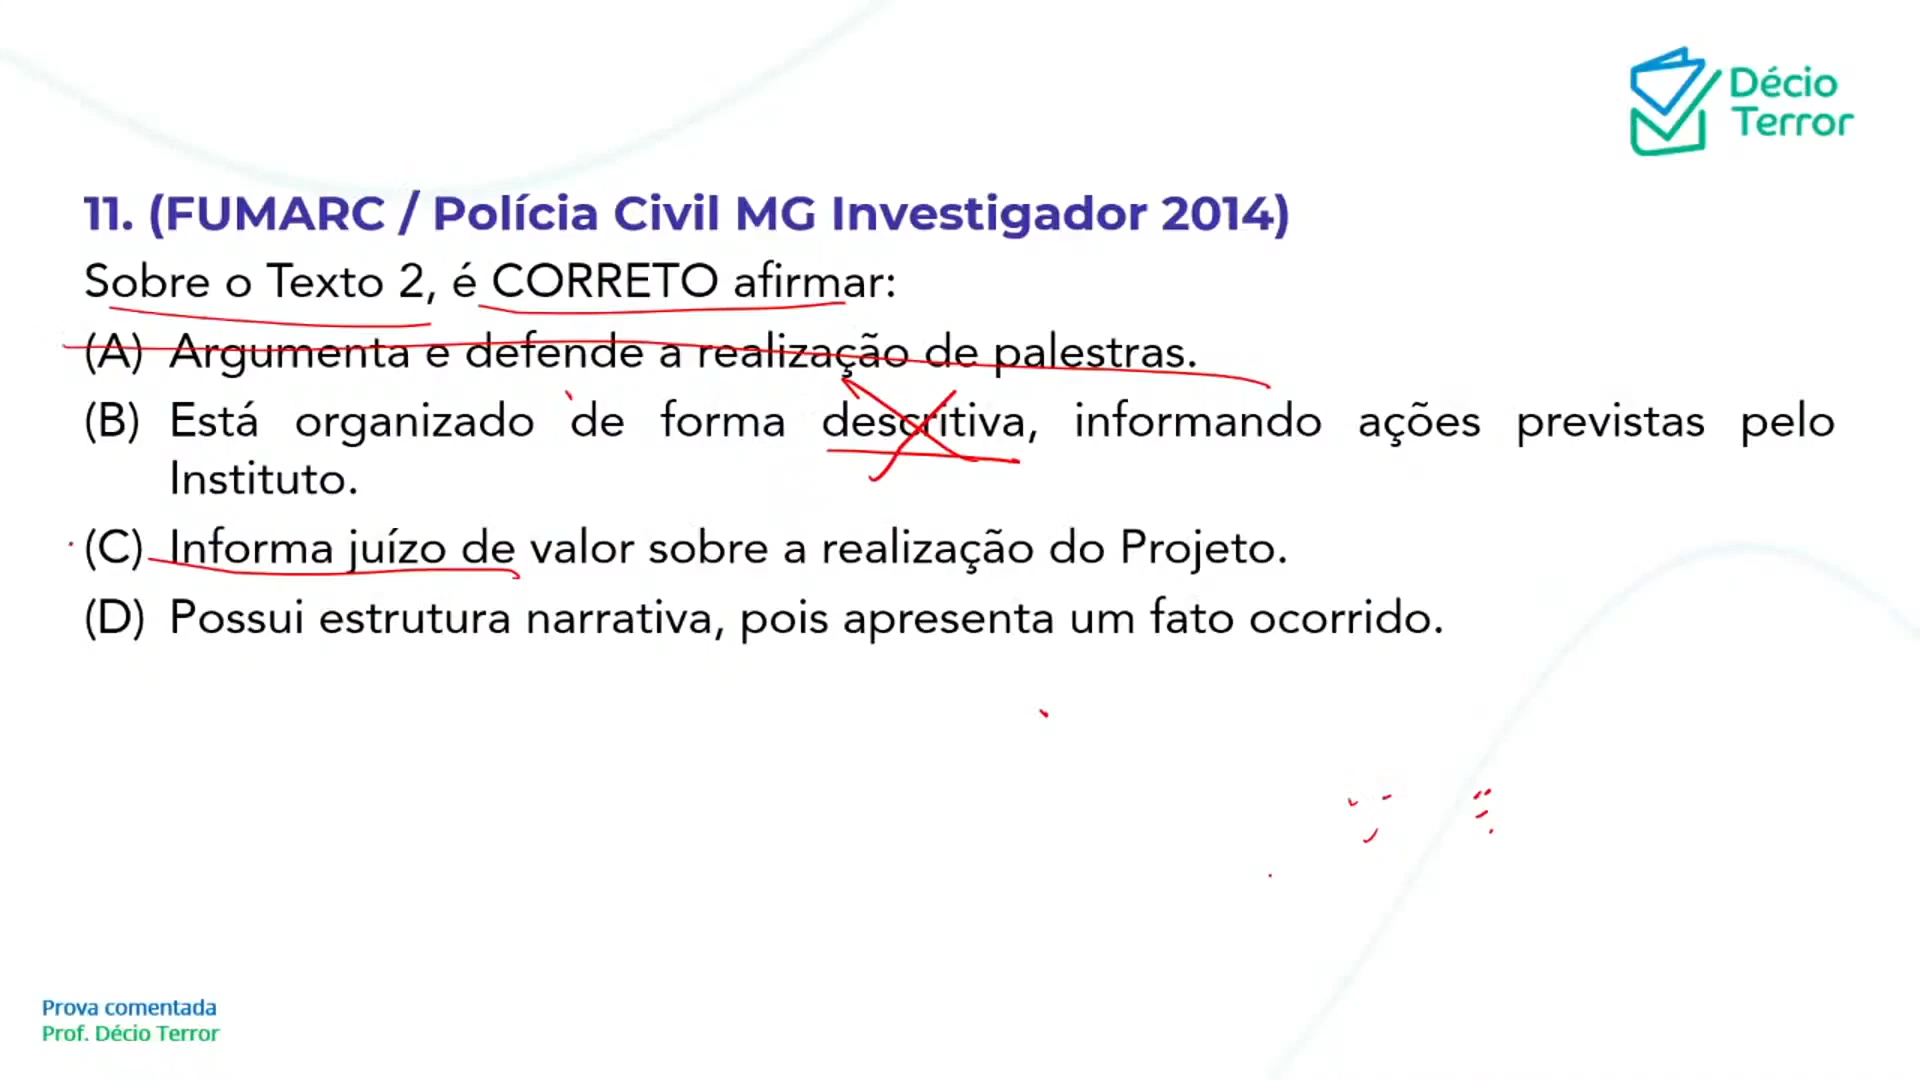 Décio
Terror
11. (FUMARC / Polícia Civil MG Investigador 2014)
Sobre o Texto 2, é CORRETO afirmar:
(A) Argumenta e defende a realização de palestras.
(B) Está organizado de forma descritiva, informando ações previstas pelo
Instituto.
(C) Informa juízo de valor sobre a realização do Projeto.
(D) Possui estrutura narrativa, pois apresenta um fato ocorrido.
Prova comentada
Prof. Décio Terror